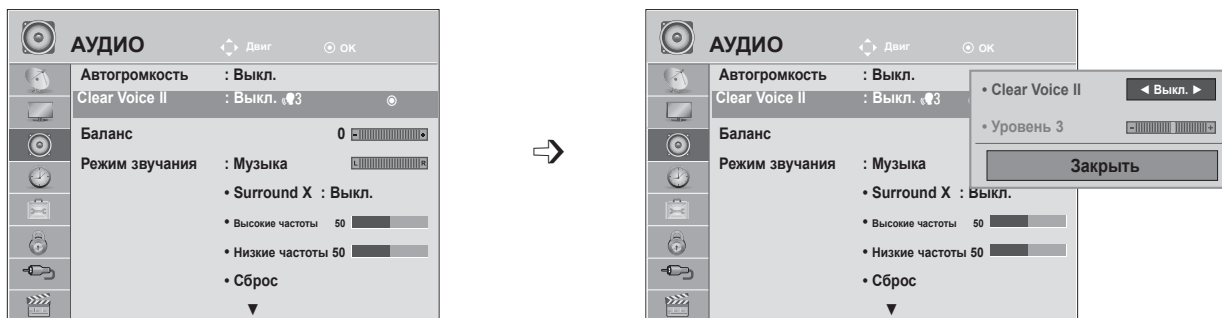 АУДИО
Двиг
ОК
Автогромкость : Выкл.
Clear Voice II : Выкл. 3
Баланс 0 - +
Режим звучания : Музыка L R
• Surround X : Выкл.
• Высокие частоты 50
• Низкие частоты 50
• Сброс
▼
АУДИО
Двиг
ОК
Автогромкость : Выкл.
Clear Voice II : Выкл. 3
Баланс
Режим звучания : Музыка
• Surround X : Выкл.
• Высокие частоты 50
• Низкие частоты 50
• Сброс
▼
• Clear Voice II ◄ Выкл. ►
• Уровень 3 - +
Закрыть